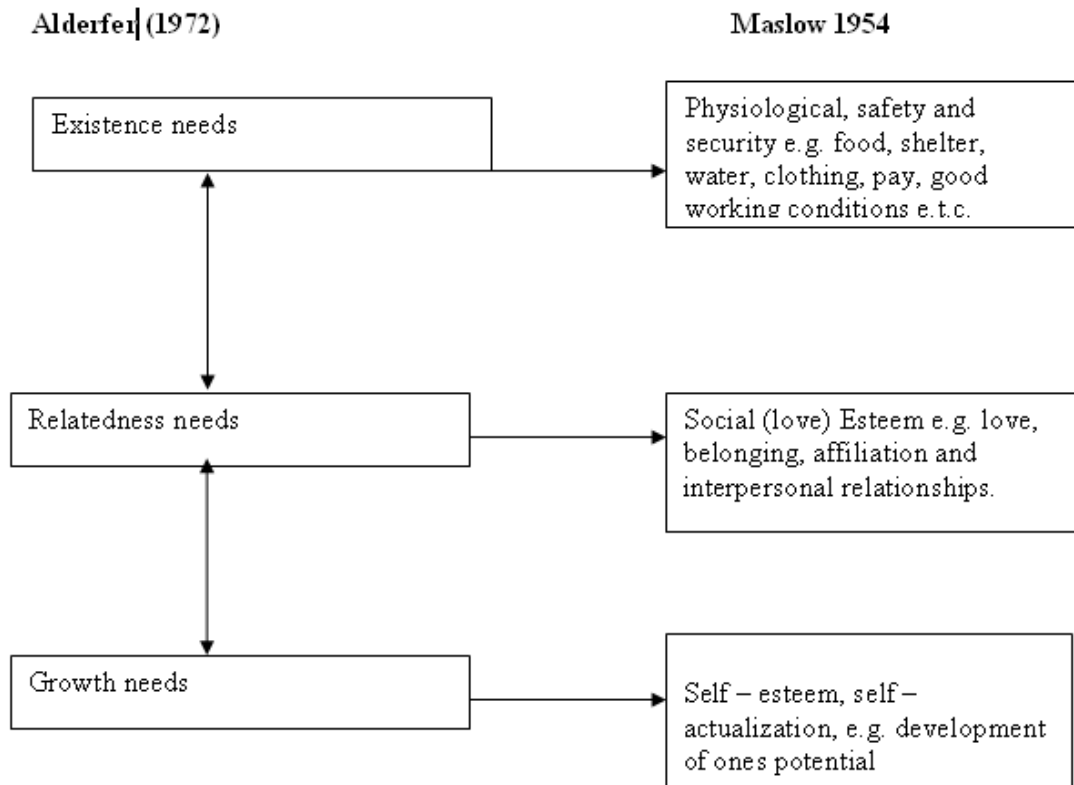 Alderfer (1972)
Maslow 1954
Existence needs
Physiological, safety and
security e.g. food, shelter,
water, clothing, pay, good
working conditions e.t.c.
Relatedness needs
Social (love) Esteem e.g. love,
belonging, affiliation and
interpersonal relationships.
Growth needs
Self – esteem, self –
actualization, e.g. development
of ones potential